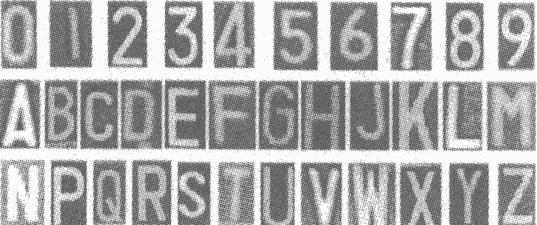 0 1 2 3 4 5 6 7 8 9
A B C D E F G H J K L M
N P Q R S T U V W X Y Z